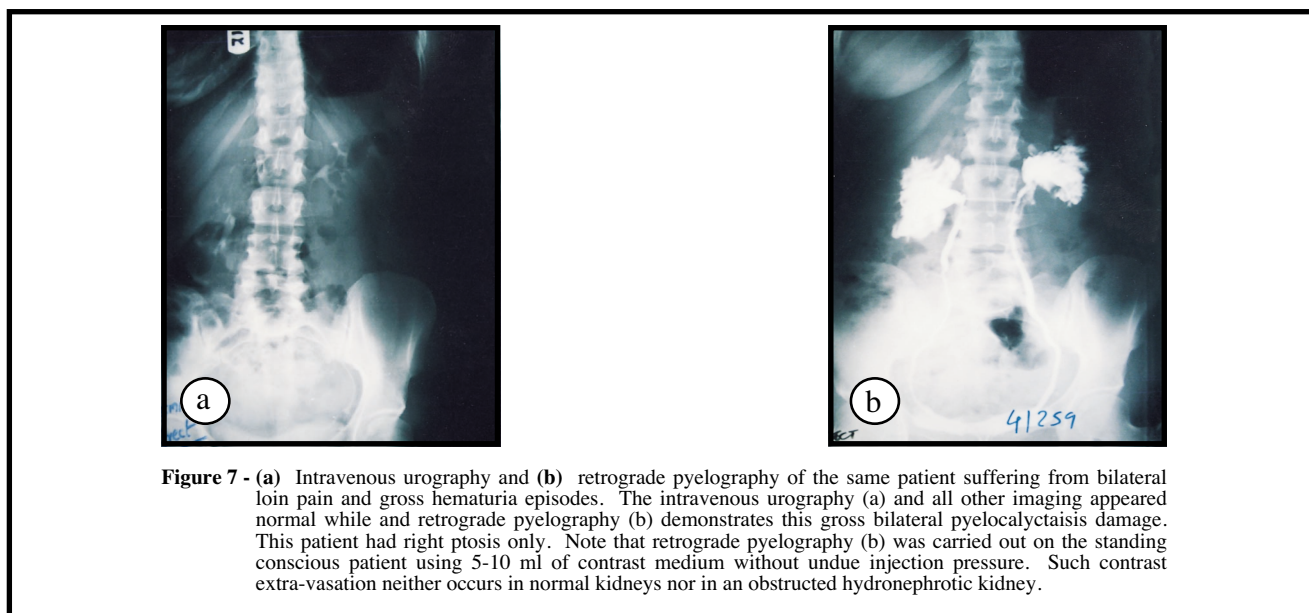 R
a
b
4/259
ECT
Figure 7 - (a) Intravenous urography and (b) retrograde pyelography of the same patient suffering from bilateral
loin pain and gross hematuria episodes. The intravenous urography (a) and all other imaging appeared
normal while and retrograde pyelography (b) demonstrates this gross bilateral pyelocalyctaisis damage.
This patient had right ptosis only. Note that retrograde pyelography (b) was carried out on the standing
conscious patient using 5-10 ml of contrast medium without undue injection pressure. Such contrast
extra-vasation neither occurs in normal kidneys nor in an obstructed hydronephrotic kidney.